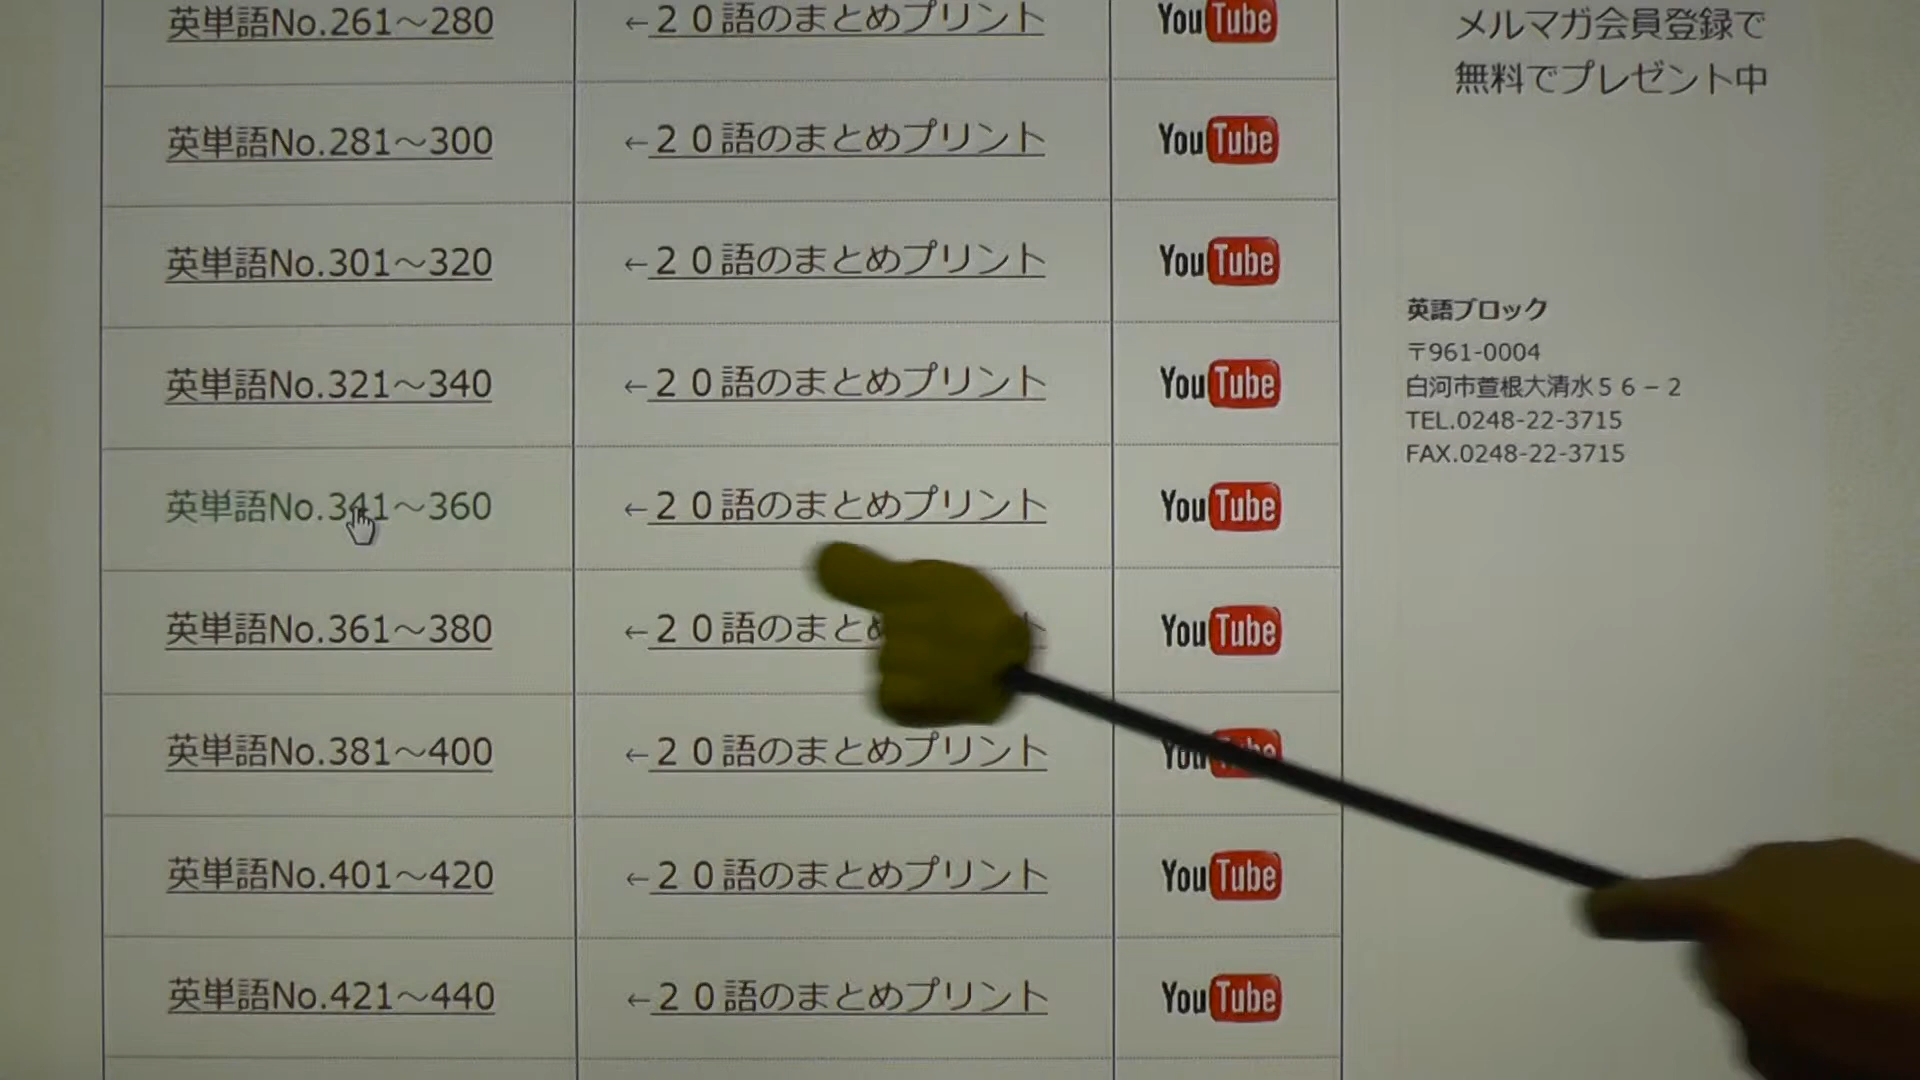 英単語No.261～280 ←２０語のまとめプリント YouTube
英単語No.281～300 ←２０語のまとめプリント YouTube
英単語No.301～320 ←２０語のまとめプリント YouTube
英単語No.321～340 ←２０語のまとめプリント YouTube
英単語No.341～360 ←２０語のまとめプリント YouTube
英単語No.361～380 ←２０語のまとめ YouTube
英単語No.381～400 ←２０語のまとめプリント YouTube
英単語No.401～420 ←２０語のまとめプリント YouTube
英単語No.421～440 ←２０語のまとめプリント YouTube
メルマガ会員登録で
無料でプレゼント中
英語ブロック
〒961-0004
白河市萱根大清水５６－２
TEL.0248-22-3715
FAX.0248-22-3715